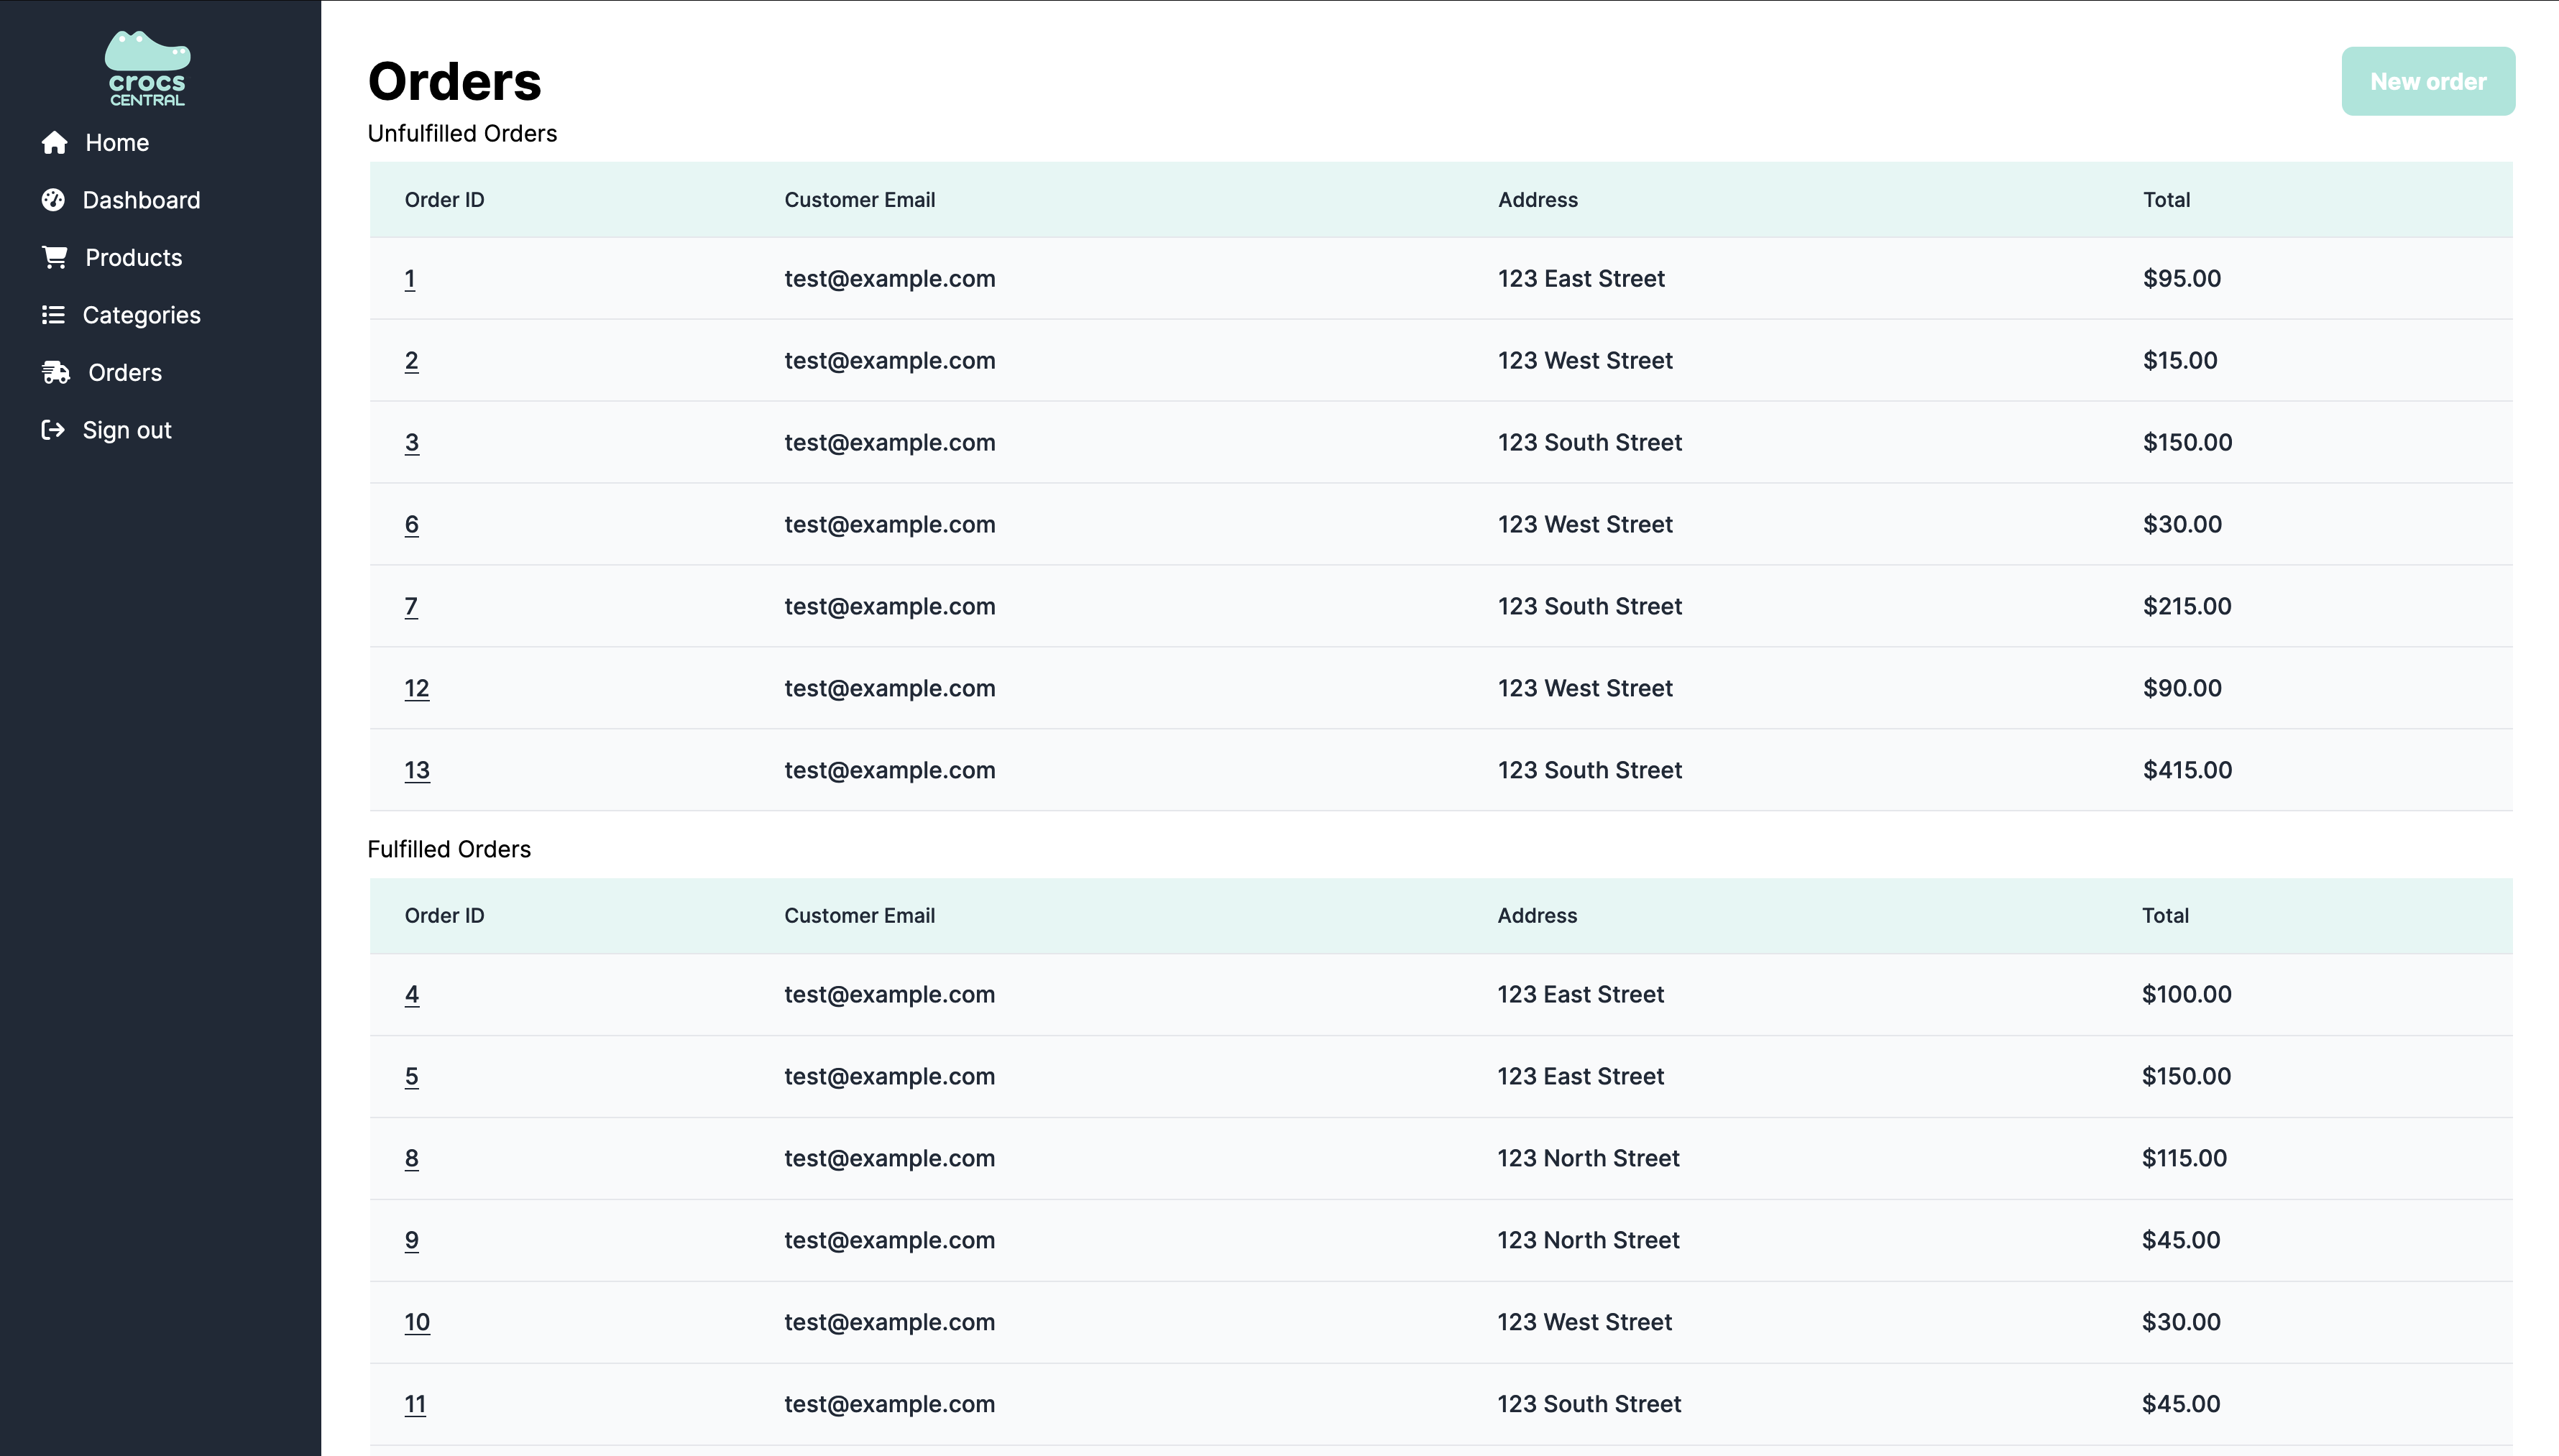 crocs
CENTRAL
Home
Dashboard
Products
Categories
Orders
Sign out
Orders
New order
Unfulfilled Orders
Order ID Customer Email Address Total
1 test@example.com 123 East Street $95.00
2 test@example.com 123 West Street $15.00
3 test@example.com 123 South Street $150.00
6 test@example.com 123 West Street $30.00
7 test@example.com 123 South Street $215.00
12 test@example.com 123 West Street $90.00
13 test@example.com 123 South Street $415.00
Fulfilled Orders
Order ID Customer Email Address Total
4 test@example.com 123 East Street $100.00
5 test@example.com 123 East Street $150.00
8 test@example.com 123 North Street $115.00
9 test@example.com 123 North Street $45.00
10 test@example.com 123 West Street $30.00
11 test@example.com 123 South Street $45.00